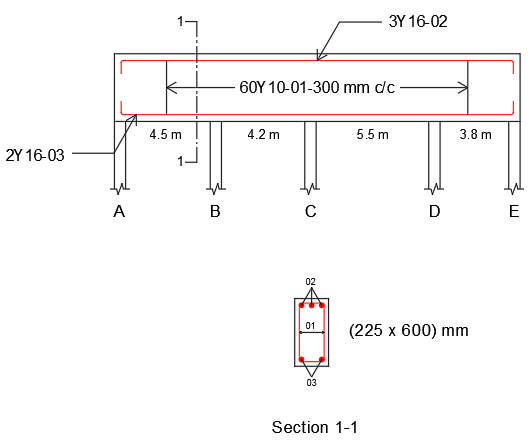 1
3Y16-02
60Y10-01-300 mm c/c
4.5 m 4.2 m 5.5 m 3.8 m
2Y16-03
1
A B C D E
02
01
(225 x 600) mm
03
Section 1-1